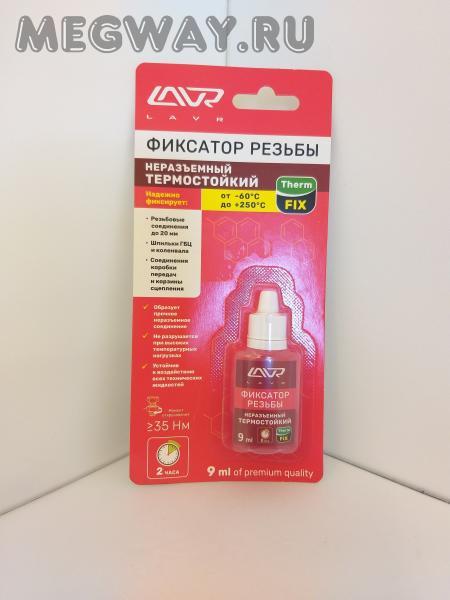 MEGWAY.RU
LAVR
LAVR
ФИКСАТОР РЕЗЬБЫ
НЕРАЗЪЕМНЫЙ
ТЕРМОСТОЙКИЙ
Надежно
фиксирует:
от -60°C
до +250°C
Therm
FIX
• Резьбовые
соединения
до 20 мм
• Шпильки ГБЦ
и коленвала
• Соединения
коробки
передач
и корзины
сцепления
Образует
прочное
неразъемное
соединение
Не разрушается
при высоких
температурных
нагрузках
Устойчив
к воздействию
всех технических
жидкостей
Момент
отвинчивания
≥35 Нм
2
ЧАСА
9 ml of premium quality
LAVR
LAVR
ФИКСАТОР
РЕЗЬБЫ
НЕРАЗЪЕМНЫЙ
ТЕРМОСТОЙКИЙ
9 ml
Therm
FIX